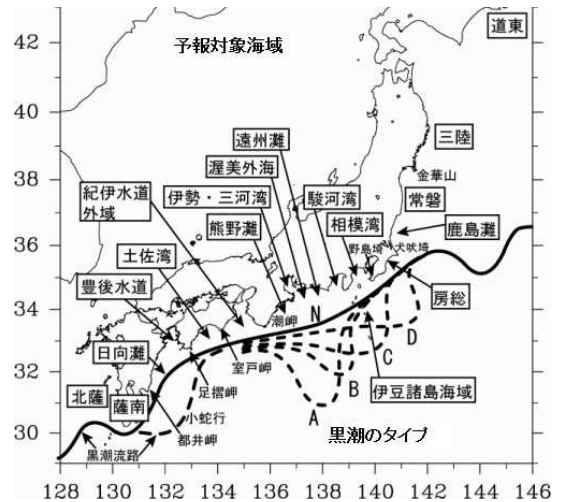 42
40
38
36
34
32
30
128 130 132 134 136 138 140 142 144 146
予報対象海域
道東
三陸
金華山
遠州灘
渥美外海
常磐
紀伊水道
外域
伊勢・三河湾
駿河湾
熊野灘
相模湾
鹿島灘
野島埼
犬吠埼
土佐湾
豊後水道
房総
潮岬
N
D
室戸岬
日向灘
C
足摺岬
B
伊豆諸島海域
北薩
薩南
小蛇行
A
都井岬
黒潮のタイプ
黒潮流路